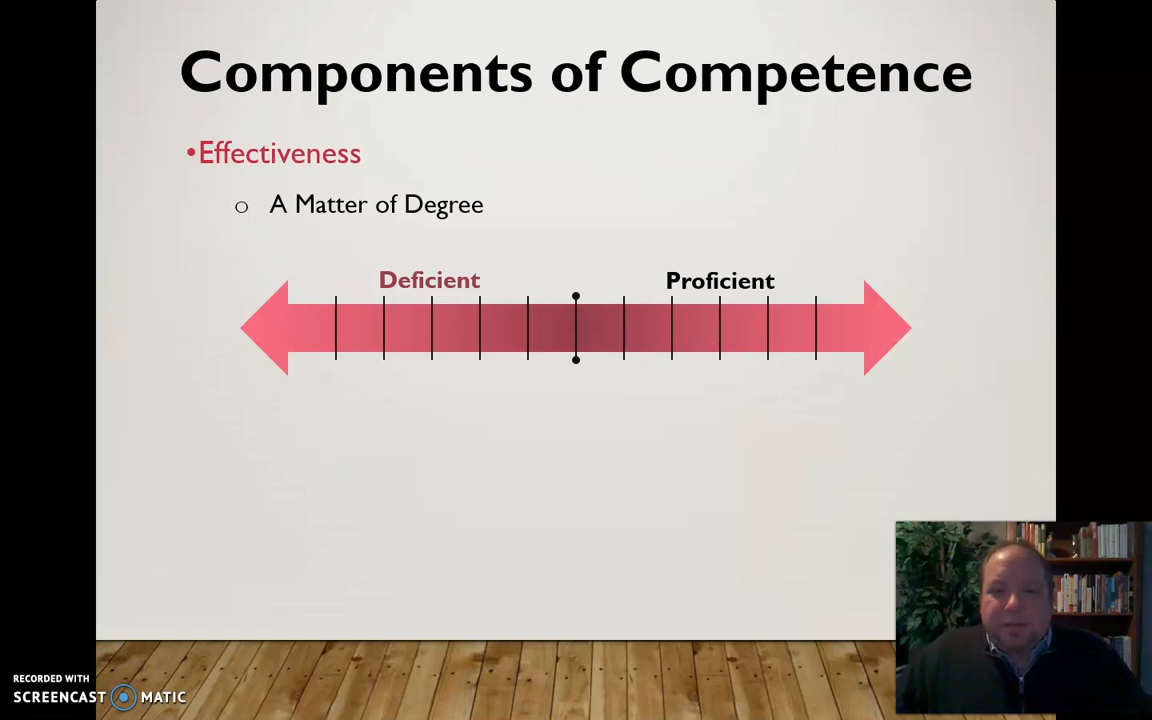 Components of Competence
•Effectiveness
o A Matter of Degree
Deficient Proficient
RECORDED WITH
SCREENCAST MATIC